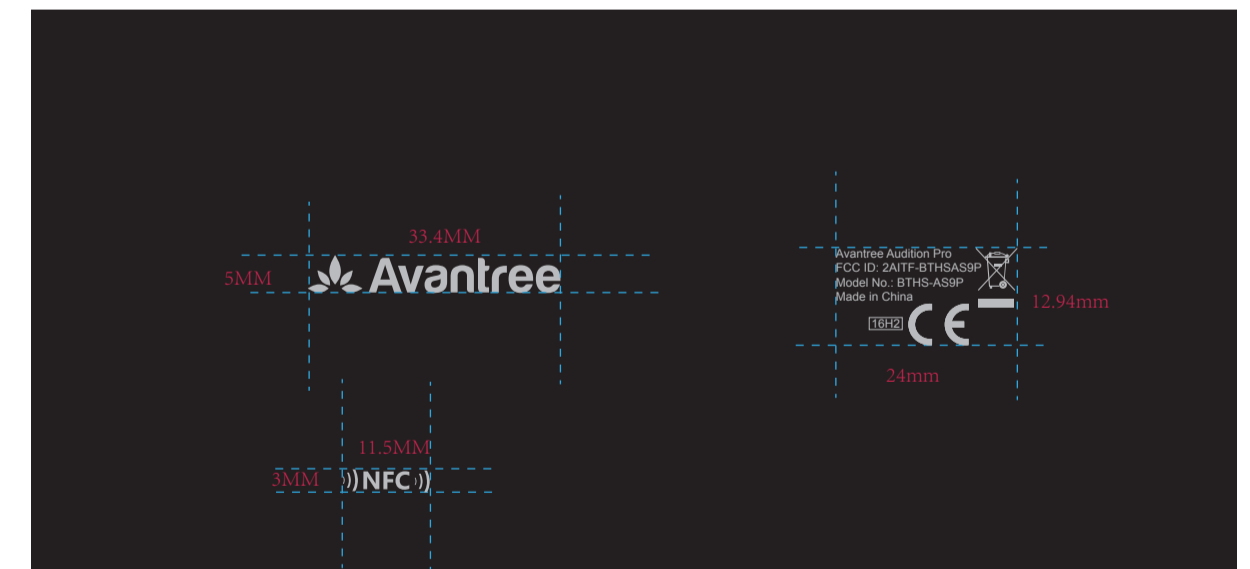 33.4MM
5MM
Avantree
11.5MM
3MM
NFC
Avantree Audition Pro
FCC ID: 2AITF-BTHSAS9P
Model No.: BTHS-AS9P
Made in China
16H2
CE
12.94mm
24mm